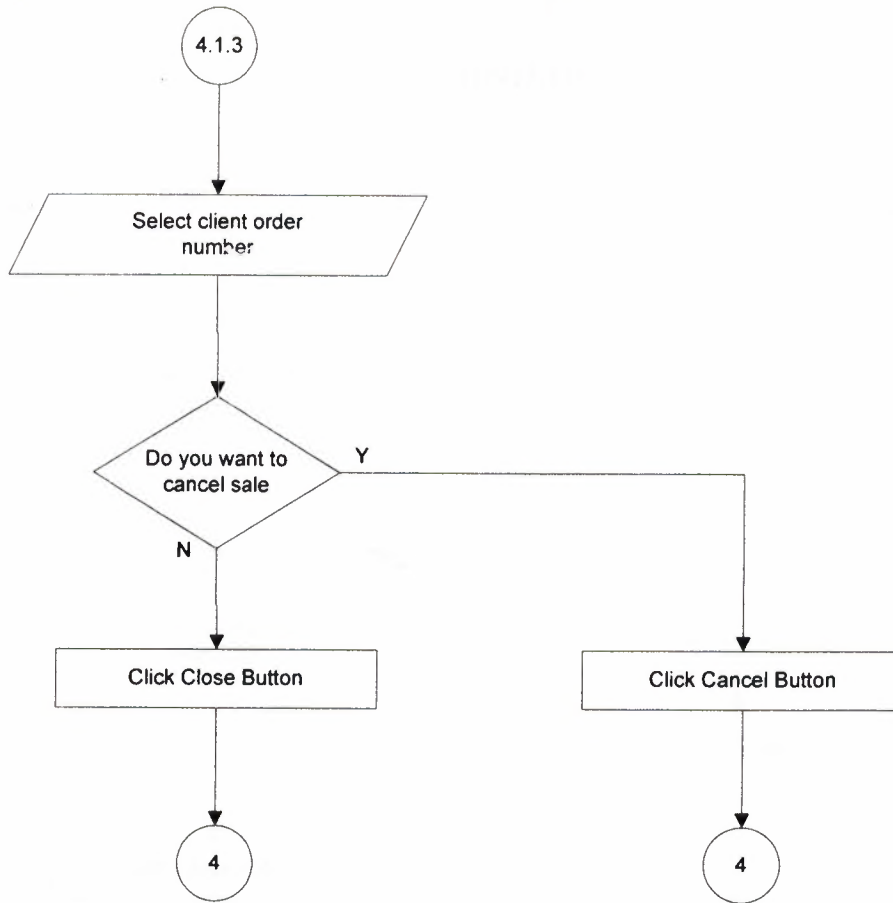 4.1.3
Select client order
number
Do you want to
cancel sale
Y
N
Click Close Button
Click Cancel Button
4
4